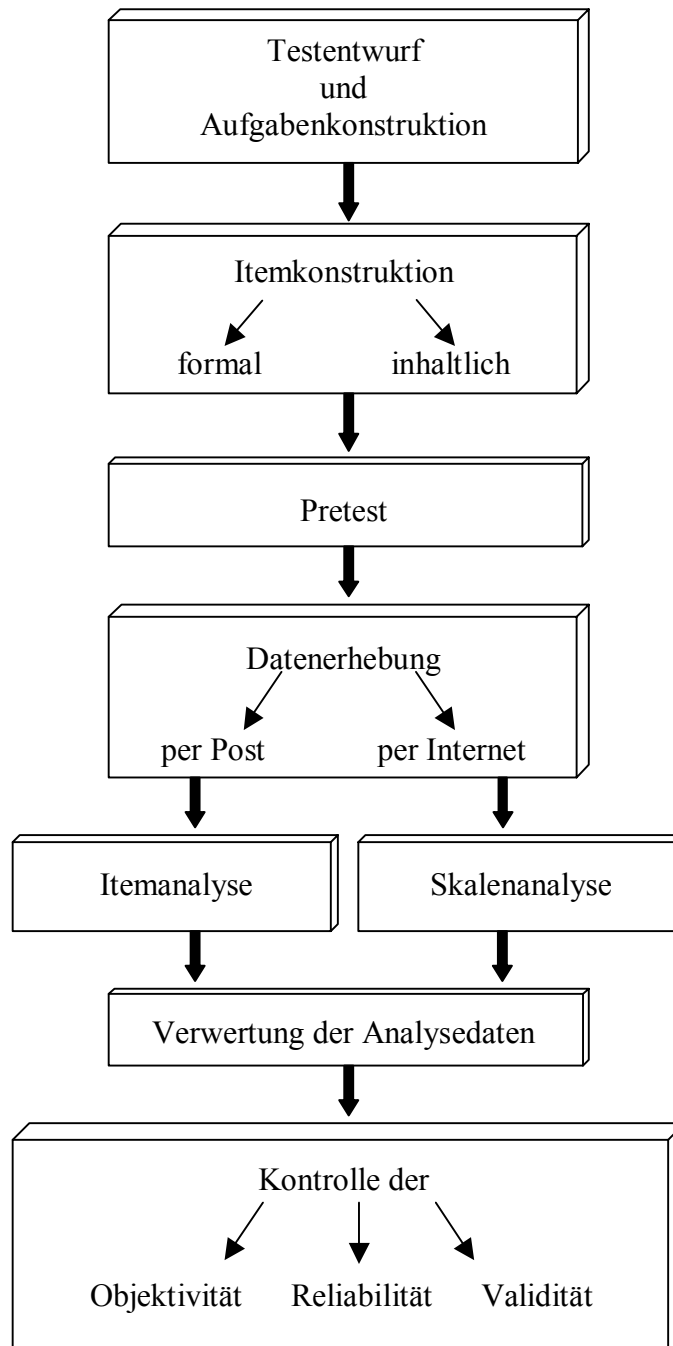 Testentwurf
und
Aufgabenkonstruktion
Itemkonstruktion
formal inhaltlich
Pretest
Datenerhebung
per Post per Internet
Itemanalyse Skalenanalyse
Verwertung der Analysedaten
Kontrolle der
Objektivität Reliabilität Validität